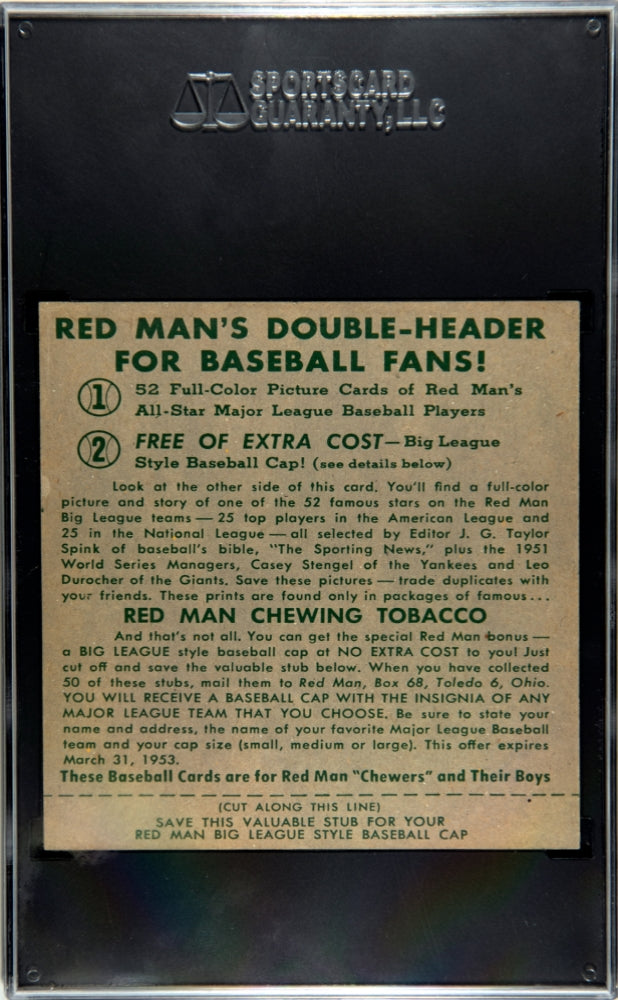 SPORTSCARD
GUARANTY, LLC
RED MAN'S DOUBLE-HEADER
FOR BASEBALL FANS!
1 52 Full-Color Picture Cards of Red Man's
All-Star Major League Baseball Players
2 FREE OF EXTRA COST—Big League
Style Baseball Cap! (see details below)
Look at the other side of this card. You'll find a full-color
picture and story of one of the 52 famous stars on the Red Man
Big League teams — 25 top players in the American League and
25 in the National League — all selected by Editor J. G. Taylor
Spink of baseball's bible, "The Sporting News," plus the 1951
World Series Managers, Casey Stengel of the Yankees and Leo
Durocher of the Giants. Save these pictures — trade duplicates with
your friends. These prints are found only in packages of famous...
RED MAN CHEWING TOBACCO
And that's not all. You can get the special Red Man bonus —
a BIG LEAGUE style baseball cap at NO EXTRA COST to you! Just
cut off and save the valuable stub below. When you have collected
50 of these stubs, mail them to Red Man, Box 68, Toledo 6, Ohio.
YOU WILL RECEIVE A BASEBALL CAP WITH THE INSIGNIA OF ANY
MAJOR LEAGUE TEAM THAT YOU CHOOSE. Be sure to state your
name and address, the name of your favorite Major League Baseball
team and your cap size (small, medium or large). This offer expires
March 31, 1953.
These Baseball Cards are for Red Man "Chewers" and Their Boys
(CUT ALONG THIS LINE)
SAVE THIS VALUABLE STUB FOR YOUR
RED MAN BIG LEAGUE STYLE BASEBALL CAP